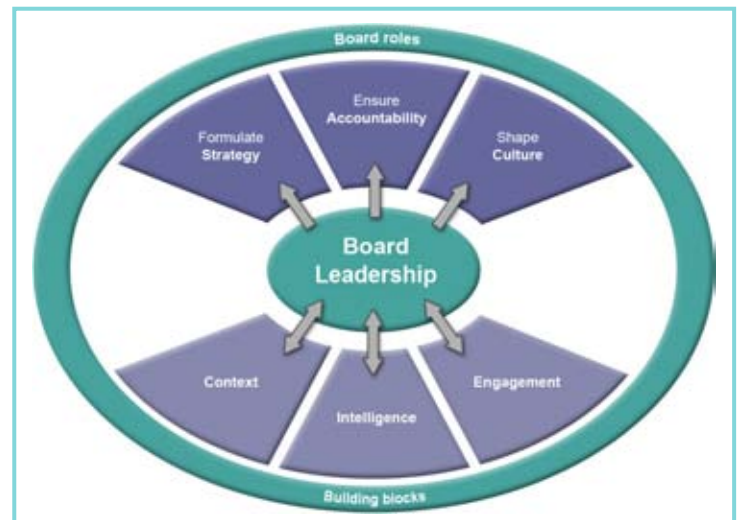 Board roles
Ensure
Accountability
Formulate
Strategy
Shape
Culture
Board
Leadership
Context
Intelligence
Engagement
Building blocks